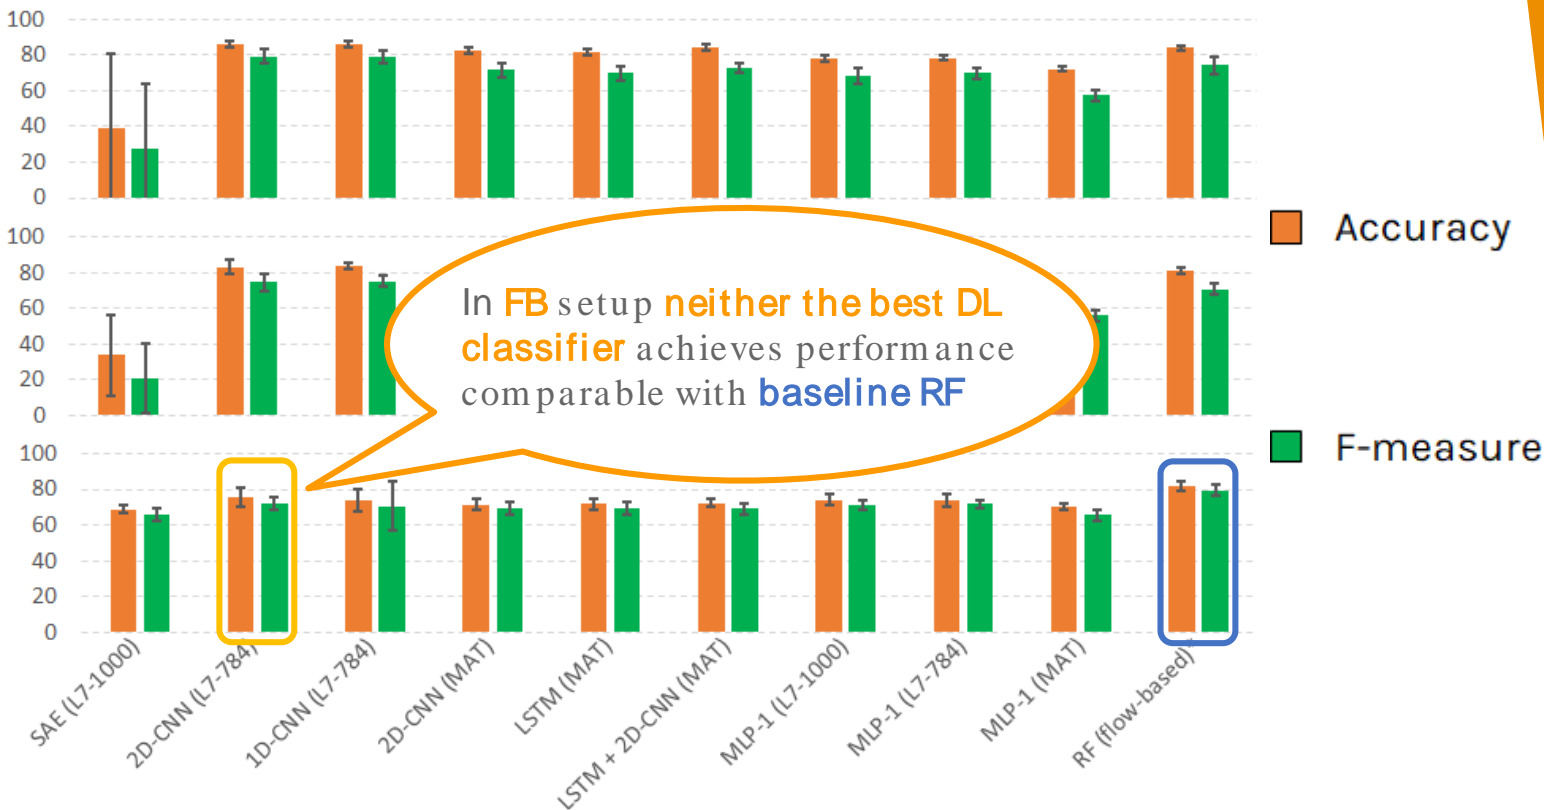 100
80
60
40
20
0
100
80
60
40
20
0
100
80
60
40
20
0
In FB setup neither the best DL
classifier achieves performance
comparable with baseline RF
Accuracy
F-measure
SAE (L7-1000)
2D-CNN (L7-784)
1D-CNN (L7-784)
2D-CNN (MAT)
LSTM (MAT)
LSTM + 2D-CNN (MAT)
MLP-1 (L7-1000)
MLP-1 (L7-784)
MLP-1 (MAT)
RF (flow-based)